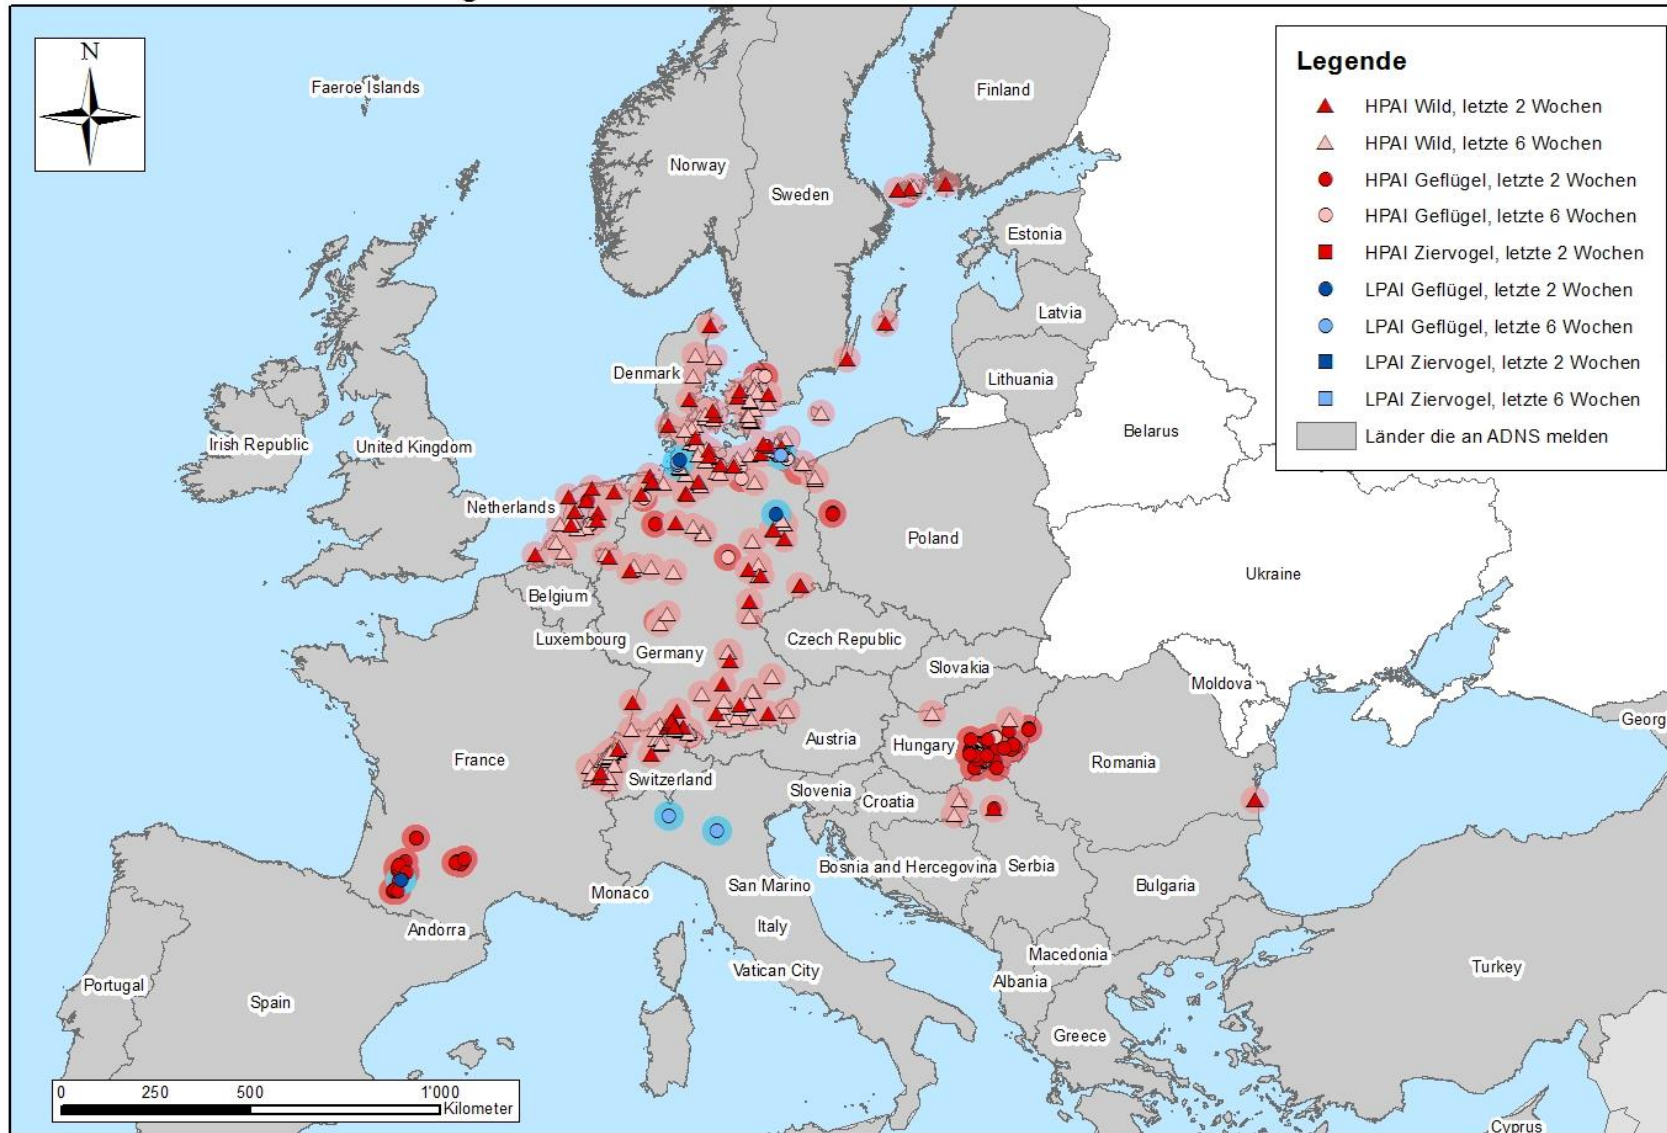 N
Legende
HPAI Wild, letzte 2 Wochen
HPAI Wild, letzte 6 Wochen
HPAI Geflügel, letzte 2 Wochen
HPAI Geflügel, letzte 6 Wochen
HPAI Ziervogel, letzte 2 Wochen
LPAI Geflügel, letzte 2 Wochen
LPAI Geflügel, letzte 6 Wochen
LPAI Ziervogel, letzte 2 Wochen
LPAI Ziervogel, letzte 6 Wochen
Länder die an ADNS melden
Faeroe Islands
Finland
Norway
Sweden
Estonia
Latvia
Denmark
Lithuania
Belarus
Irish Republic
United Kingdom
Netherlands
Poland
Ukraine
Belgium
Luxembourg
Czech Republic
Germany
Slovakia
Moldova
Georg
Austria
Hungary
France
Romania
Switzerland
Slovenia
Croatia
Bosnia and Hercegovina
Serbia
Monaco
San Marino
Bulgaria
Andorra
Italy
Macedonia
Vatican City
Albania
Turkey
Portugal
Spain
Greece
0 250 500 1'000
Kilometer
Cyprus